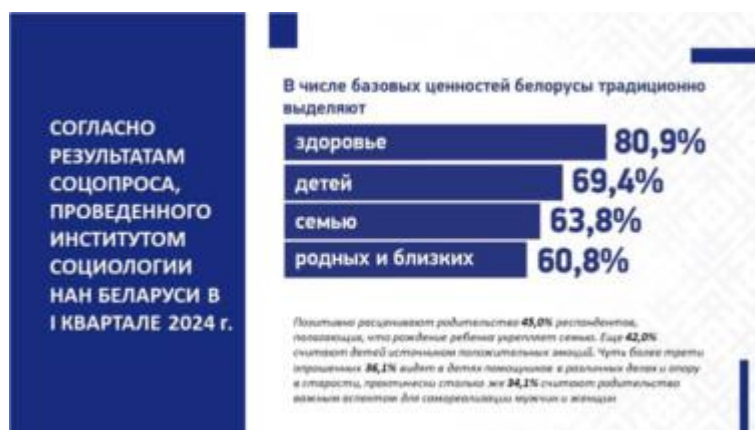 СОГЛАСНО
РЕЗУЛЬТАТАМ
СОЦОПРОСА,
ПРОВЕДЕННОГО
ИНСТИТУТОМ
СОЦИОЛОГИИ
НАН БЕЛАРУСИ В
I КВАРТАЛЕ 2024 г.
В числе базовых ценностей белорусы традиционно
выделяют
здоровье 80,9%
детей 69,4%
семью 63,8%
родных и близких 60,8%
Позитивно расценивают родительство 45,0% респондентов,
полагающих, что рождение ребенка укрепляет семью. Еще 42,0%
считают детей источником положительных эмоций. Чуть более трети
опрошенных 36,1% видят в детях помощников в различных делах и опору
в старости, практически столько же 34,1% считают родительство
важным аспектом для самореализации мужчин и женщин